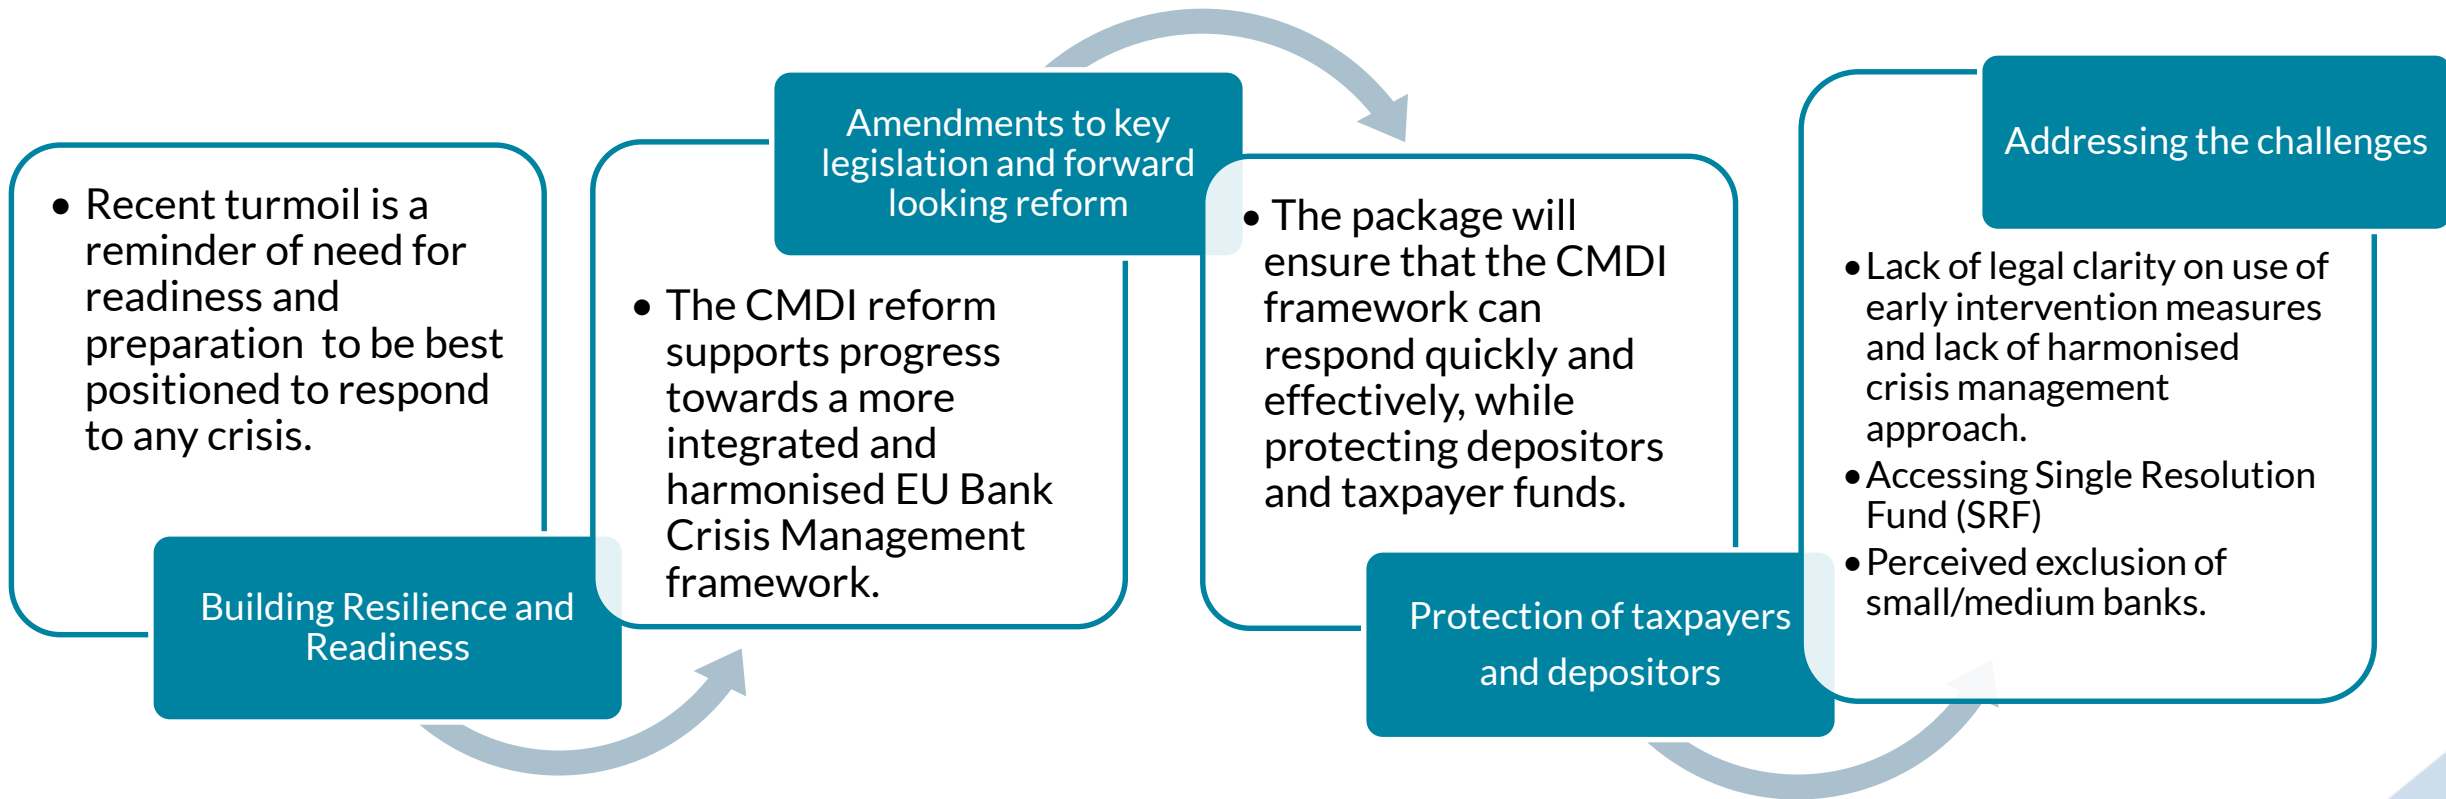 • Recent turmoil is a
reminder of need for
readiness and
preparation  to be best
positioned to respond
to any crisis.
Building Resilience and
Readiness
Amendments to key
legislation and forward
looking reform
• The CMDI reform
supports progress
towards a more
integrated and
harmonised EU Bank
Crisis Management
framework.
• The package will
ensure that the CMDI
framework can
respond quickly and
effectively, while
protecting depositors
and taxpayer funds.
Protection of taxpayers
and depositors
Addressing the challenges
• Lack of legal clarity on use of
early intervention measures
and lack of harmonised
crisis management
approach.
• Accessing Single Resolution
Fund (SRF)
• Perceived exclusion of
small/medium banks.